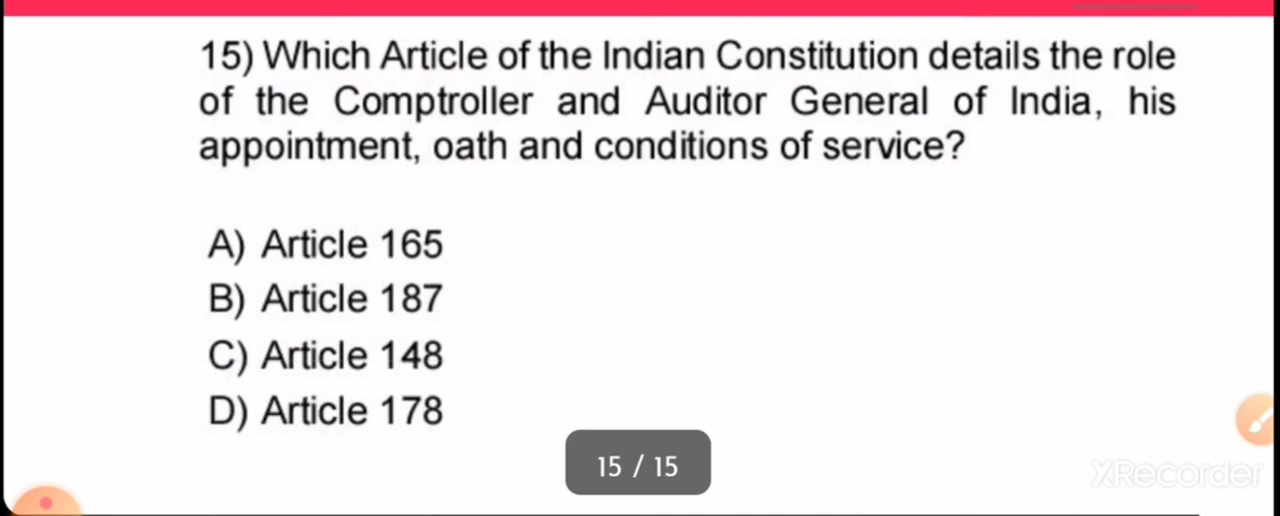 15) Which Article of the Indian Constitution details the role
of the Comptroller and Auditor General of India, his
appointment, oath and conditions of service?
A) Article 165
B) Article 187
C) Article 148
D) Article 178
15 / 15
XRecorder